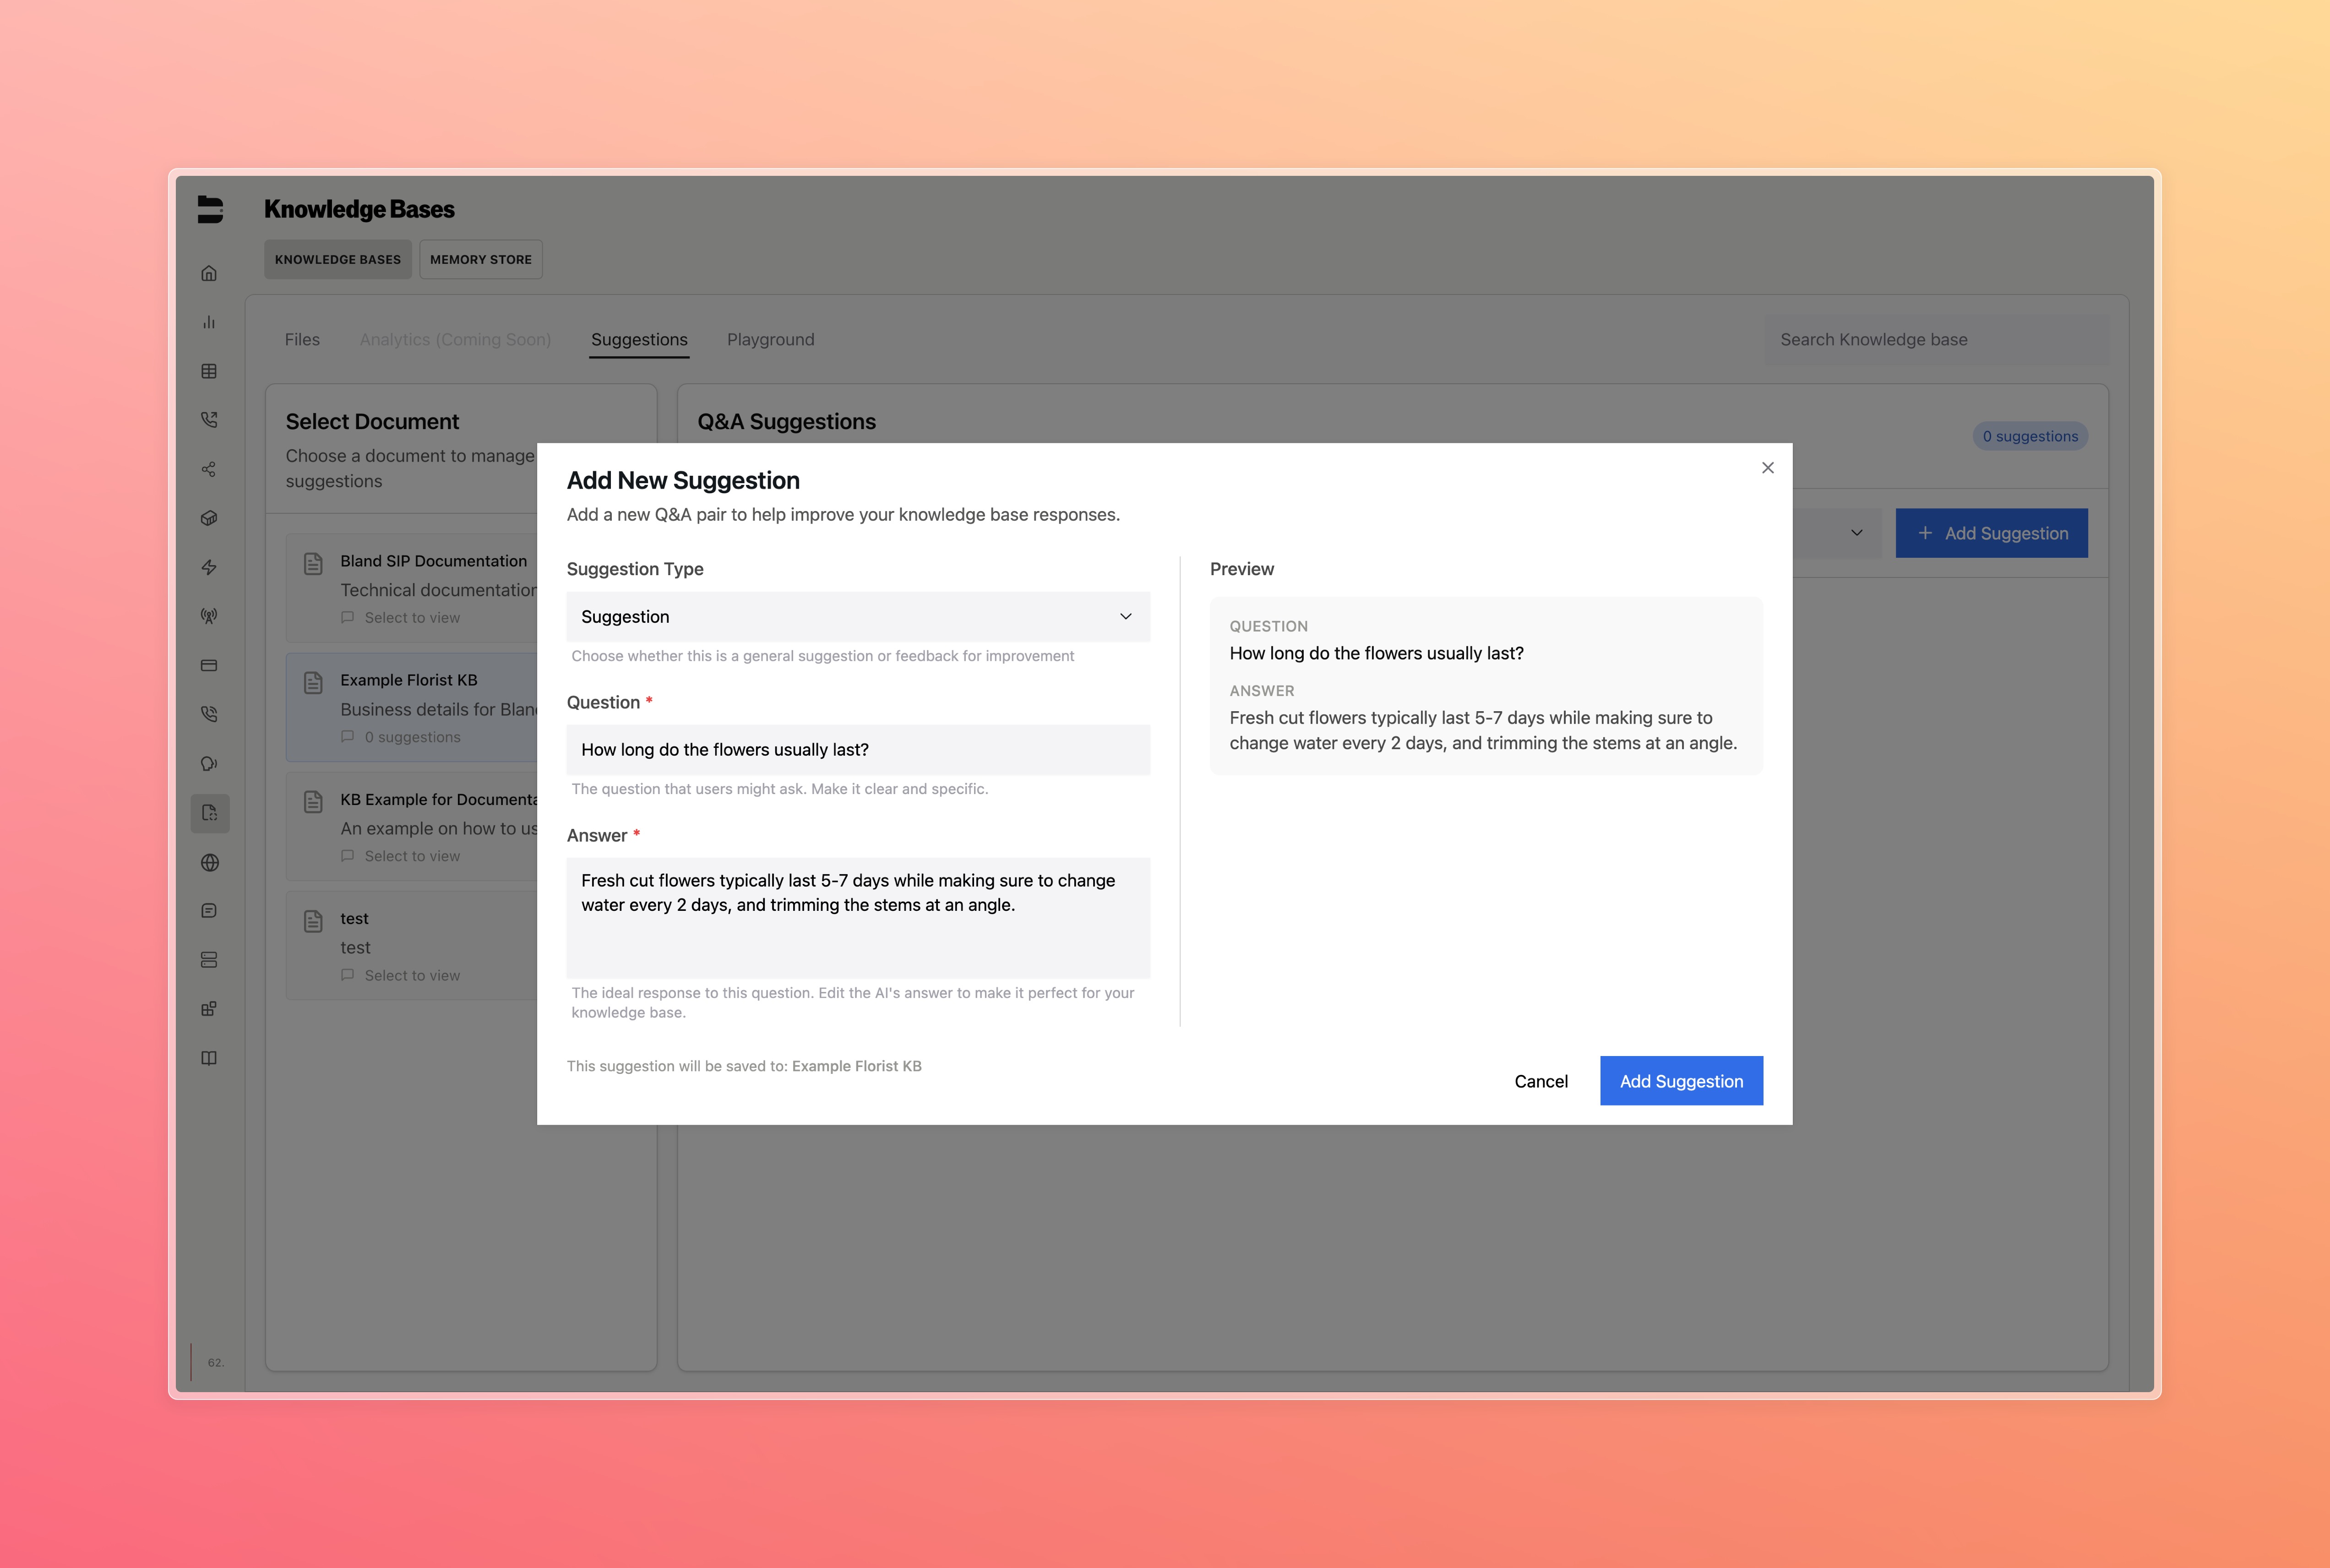 Knowledge Bases
KNOWLEDGE BASES
MEMORY STORE
Files
Analytics (Coming Soon)
Suggestions
Playground
Search Knowledge base
Select Document
Choose a document to manage
suggestions
Bland SIP Documentation
Technical documentation
Select to view
Example Florist KB
Business details for Blan
0 suggestions
KB Example for Documenta
An example on how to us
Select to view
test
test
Select to view
62.
Q&A Suggestions
0 suggestions
Add Suggestion
Add New Suggestion
Add a new Q&A pair to help improve your knowledge base responses.
Suggestion Type
Suggestion
Choose whether this is a general suggestion or feedback for improvement
Question *
How long do the flowers usually last?
The question that users might ask. Make it clear and specific.
Answer *
Fresh cut flowers typically last 5-7 days while making sure to change
water every 2 days, and trimming the stems at an angle.
The ideal response to this question. Edit the AI's answer to make it perfect for your
knowledge base.
This suggestion will be saved to: Example Florist KB
Preview
QUESTION
How long do the flowers usually last?
ANSWER
Fresh cut flowers typically last 5-7 days while making sure to
change water every 2 days, and trimming the stems at an angle.
Cancel
Add Suggestion